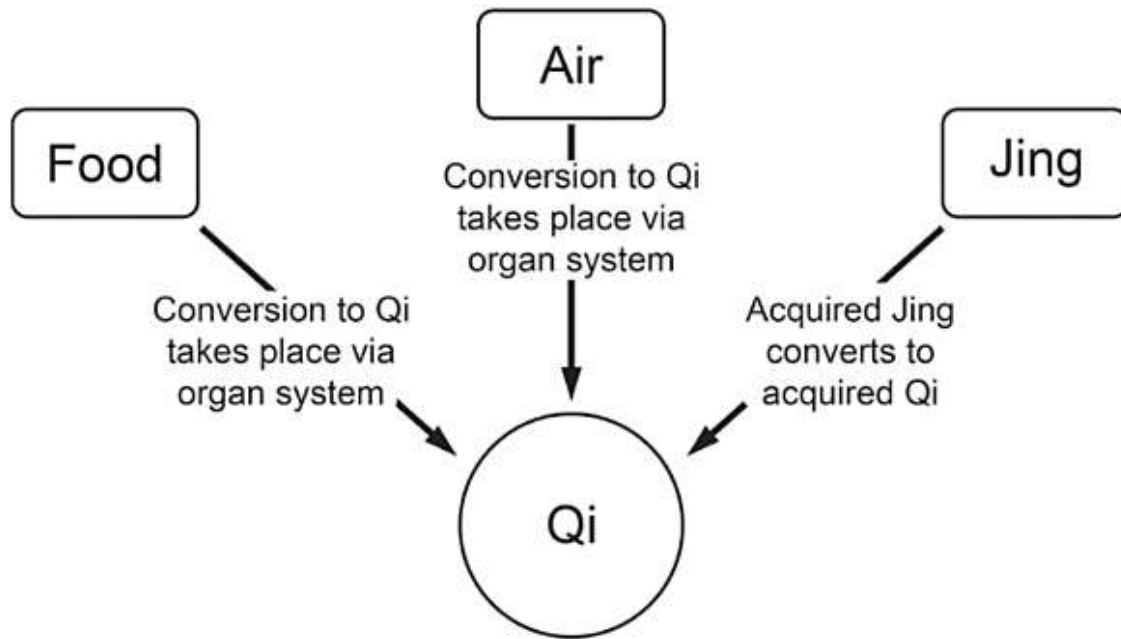 Air
Food
Jing
Conversion to Qi
takes place via
organ system
Conversion to Qi
takes place via
organ system
Acquired Jing
converts to
acquired Qi
Qi